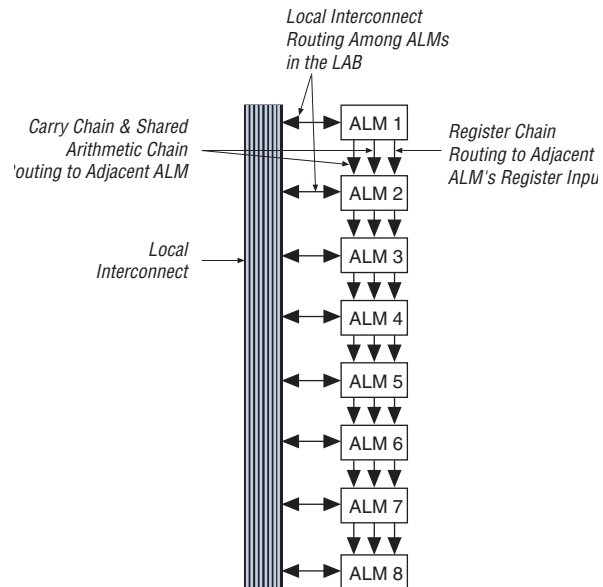 Local Interconnect
Routing Among ALMs
in the LAB
Carry Chain & Shared
Arithmetic Chain
outing to Adjacent ALM
Register Chain
Routing to Adjacent
ALM's Register Inpu
Local
Interconnect
ALM 1
ALM 2
ALM 3
ALM 4
ALM 5
ALM 6
ALM 7
ALM 8